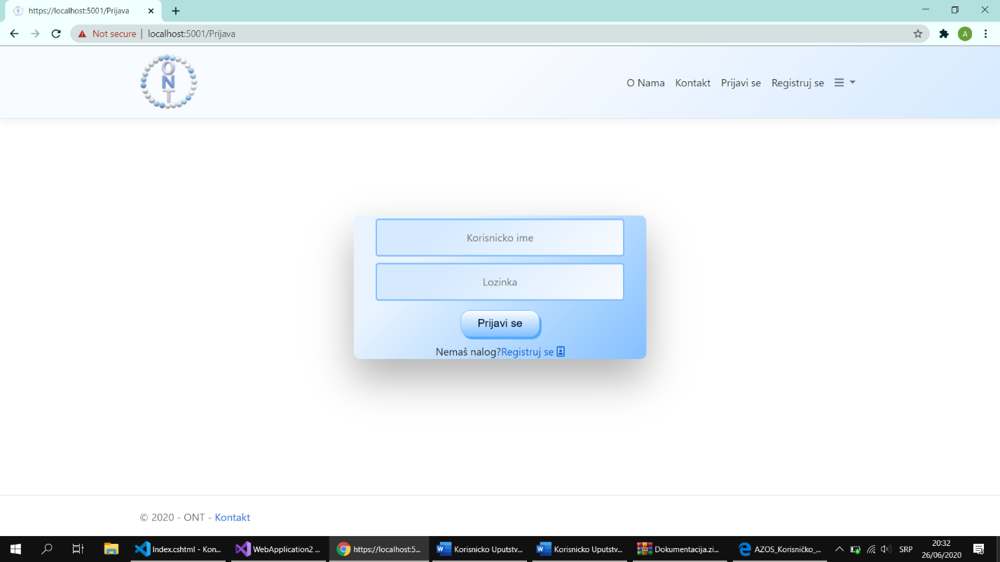 https://localhost:5001/Prijava
Not secure | localhost:5001/Prijava
A
ONT
O Nama Kontakt Prijavi se Registruj se
Korisnicko ime
Lozinka
Prijavi se
Nemaš nalog?Registruj se
© 2020 - ONT - Kontakt
Index.cshtml - Kon... WebApplication2 ... https://localhost:5... Korisnicko Uputstv... Korisnicko Uputstv... Dokumentacija.zi... AZOS_Korisničko_... SRP 20:32
26/06/2020